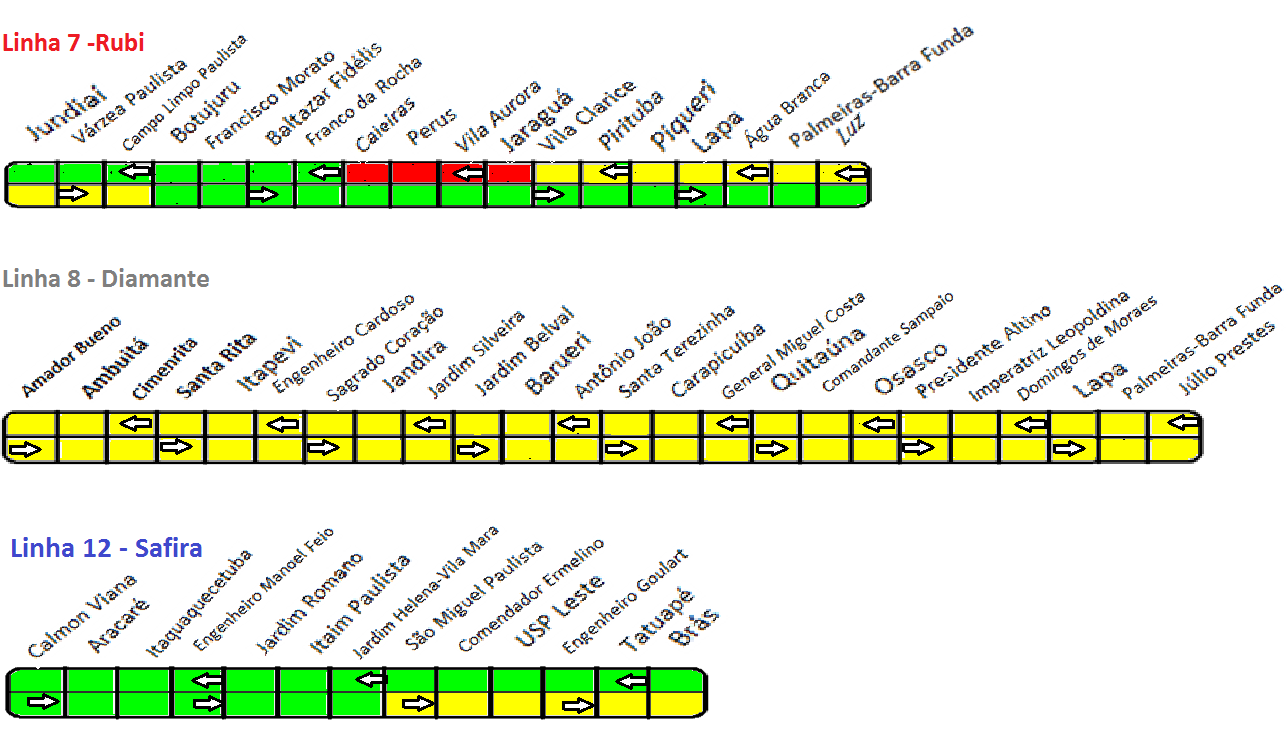 Linha 7 -Rubi
Jundiaí
Várzea Paulista
Campo Limpo Paulista
Botujuru
Francisco Morato
Baltazar Fidélis
Franco da Rocha
Caieiras
Perus
Vila Aurora
Jaraguá
Vila Clarice
Pirituba
Piqueri
Lapa
Água Branca
Palmeiras-Barra Funda
Luz
Linha 8 - Diamante
Amador Bueno
Ambuitá
Cimenrita
Santa Rita
Itapevi
Engenheiro Cardoso
Sagrado Coração
Jandira
Jardim Silveira
Jardim Belval
Barueri
Antônio João
Santa Terezinha
Carapicuíba
General Miguel Costa
Quitaúna
Comandante Sampaio
Osasco
Presidente Altino
Imperatriz Leopoldina
Domingos de Moraes
Lapa
Palmeiras-Barra Funda
Júlio Prestes
Linha 12 - Safira
Calmon Viana
Aracaré
Itaquaquecetuba
Engenheiro Manoel Feio
Jardim Romano
Itaim Paulista
Jardim Helena-Vila Mara
São Miguel Paulista
Comendador Ermelino
USP Leste
Engenheiro Goulart
Tatuapé
Brás